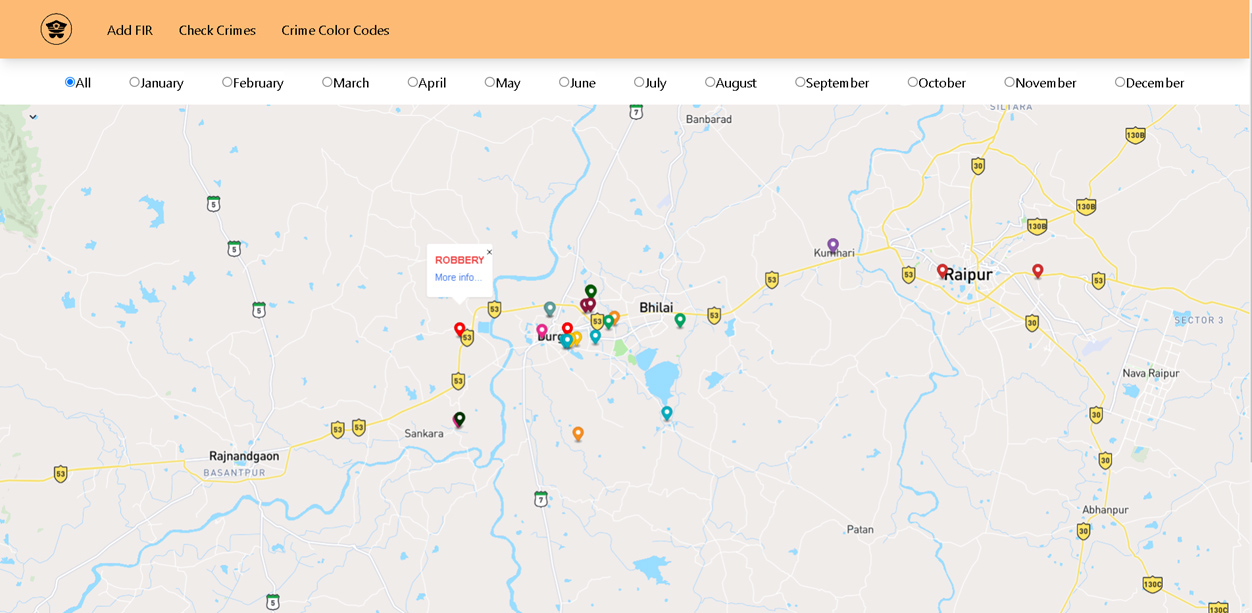 Add FIR Check Crimes Crime Color Codes
All January February March April May June July August September October November December
SILTARA
7
Banbarad
130B
30
5
130B
130B
5
Kumhari
ROBBERY
More info...
53
53
Raipur
53
5
53
Bhilai
53
53
30
SECTOR 3
53
Durg
Nava Raipur
53
30
53
53
Sankara
Rajnandgaon
BASANTPUR
53
30
7
Abhanpur
Patan
30
130C
5
130C